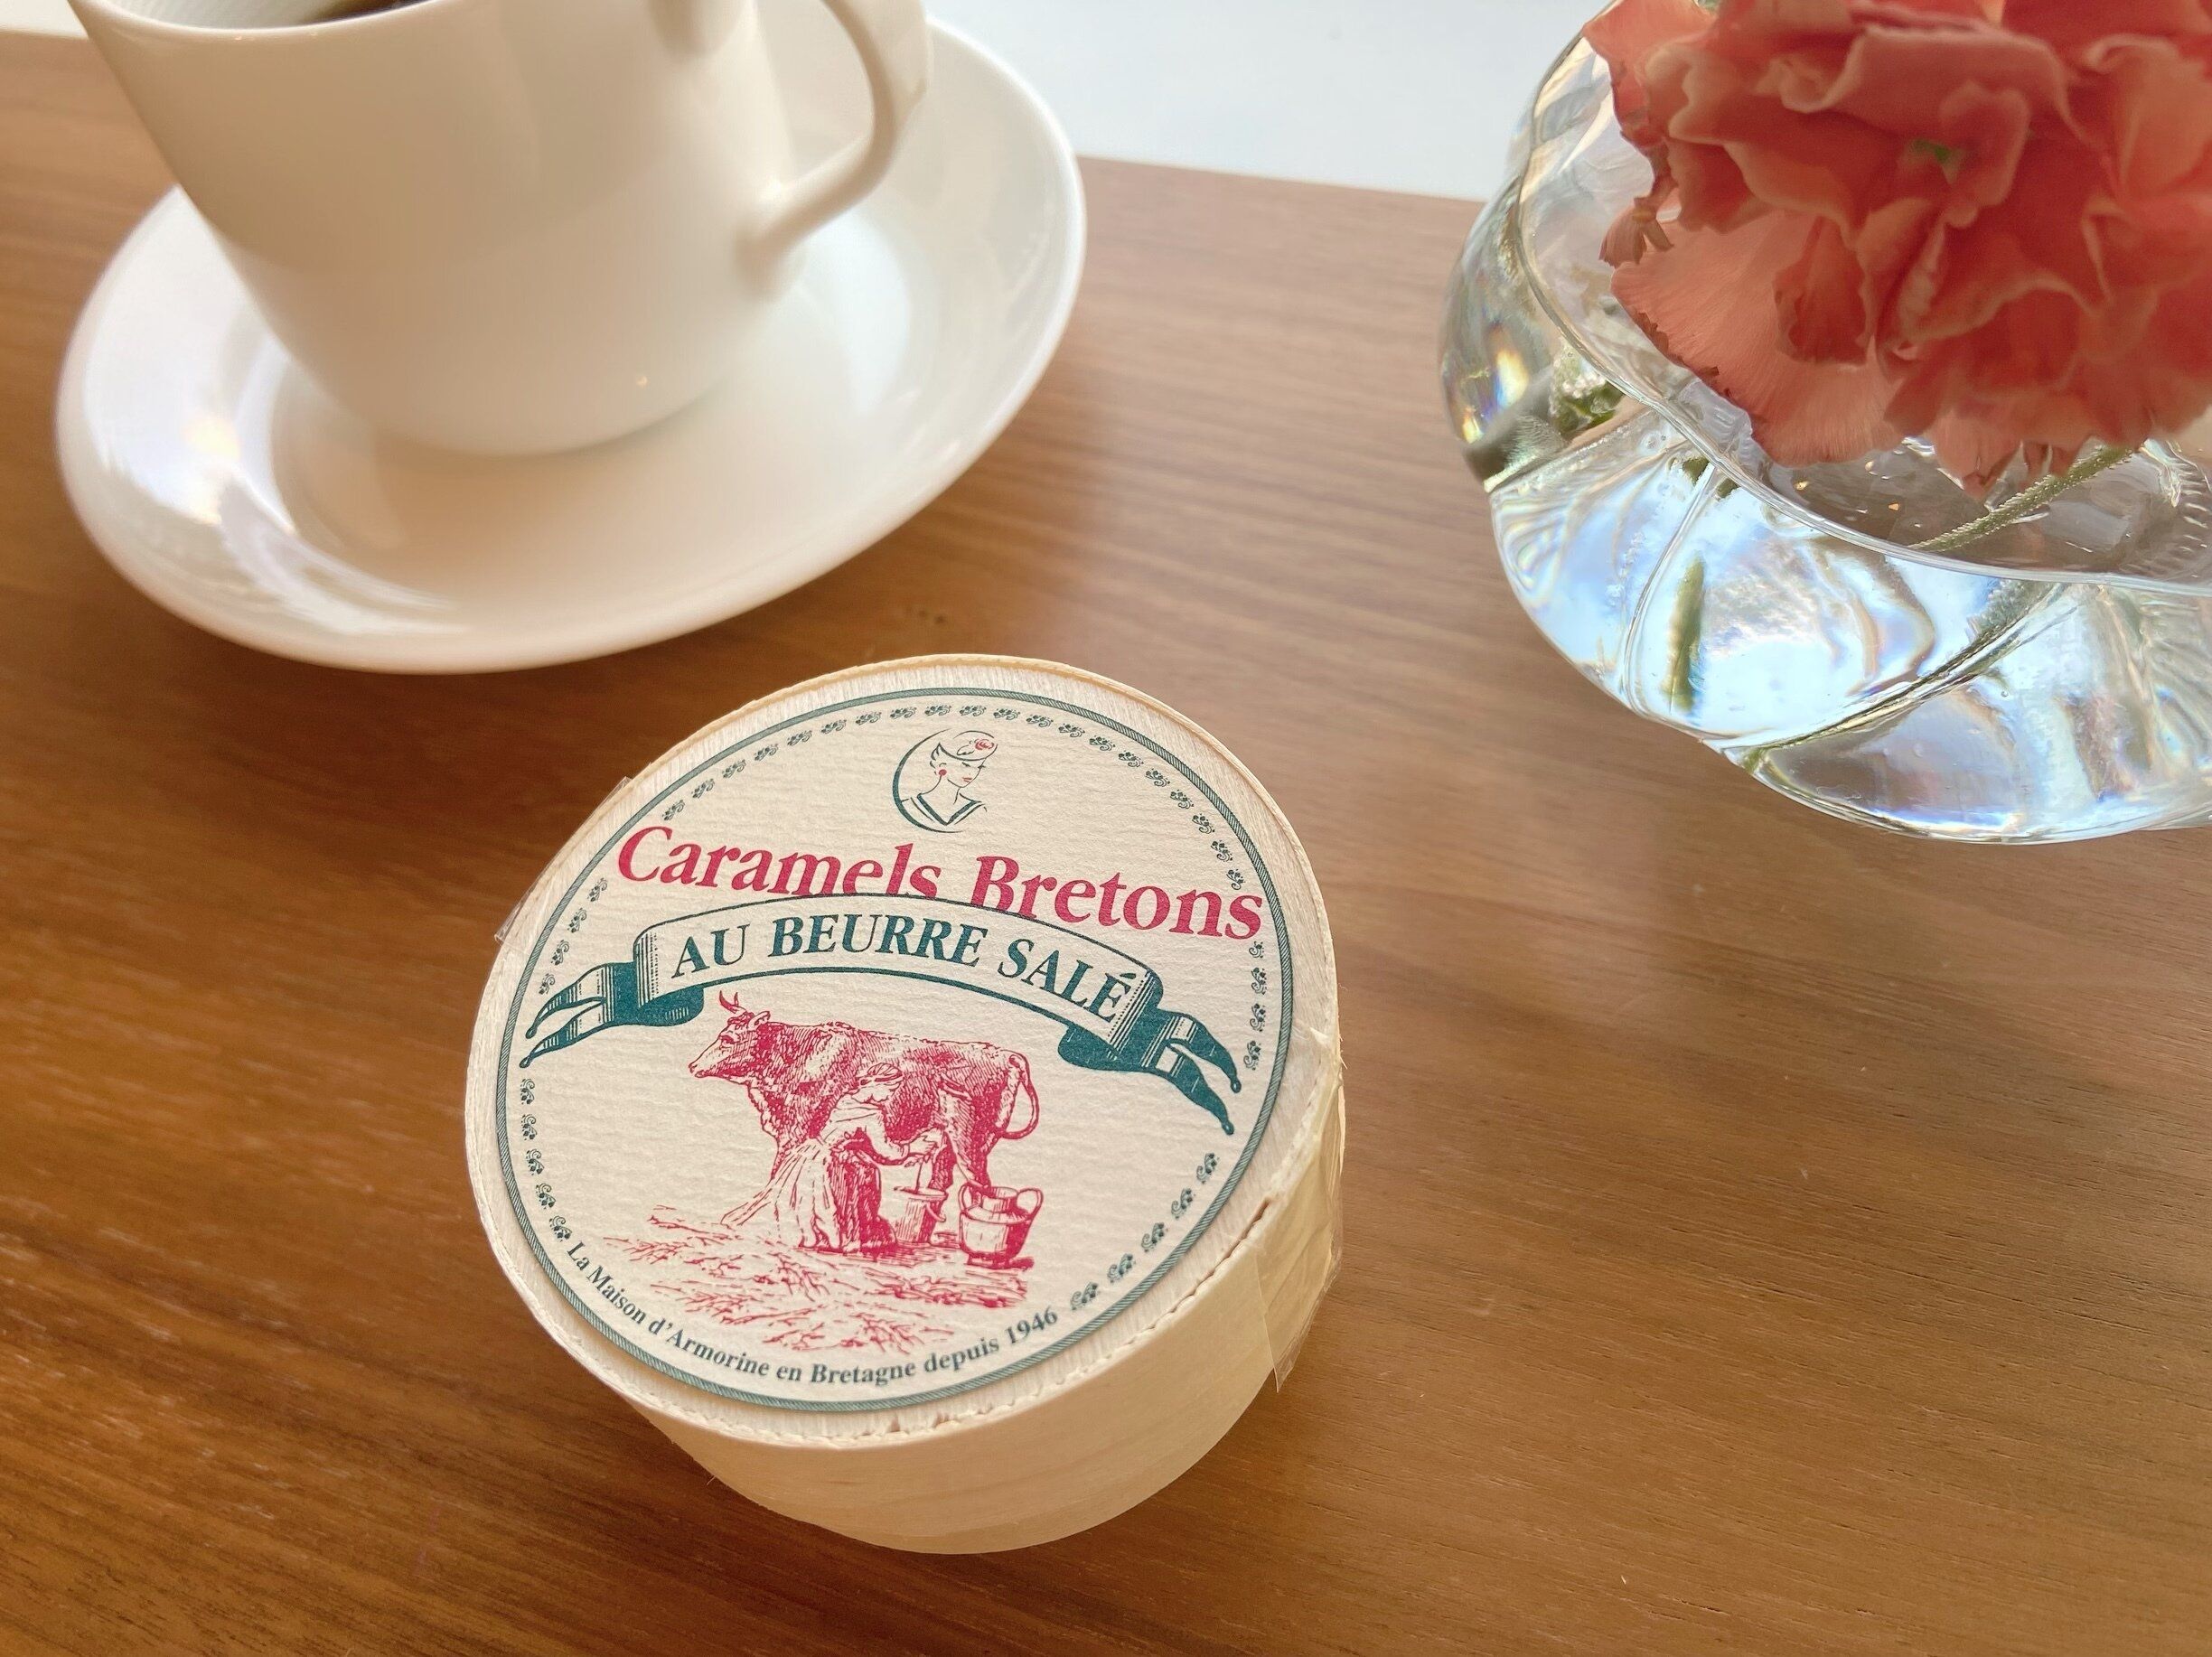 Caramels Bretons
AU BEURRE SALÉ
La Maison d'Armorine en Bretagne depuis 1946